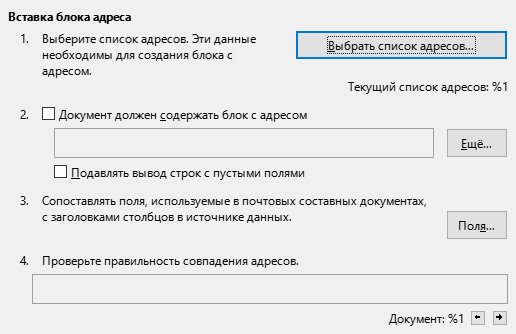 Вставка блока адреса
1. Выберите список адресов. Эти данные
необходимы для создания блока с
адресом.
Выбрать список адресов...
Текущий список адресов: %1
2. Документ должен содержать блок с адресом
Ещё...
Подавлять вывод строк с пустыми полями
3. Сопоставлять поля, используемые в почтовых составных документах,
с заголовками столбцов в источнике данных.
Поля...
4. Проверьте правильность совпадения адресов.
Документ: %1